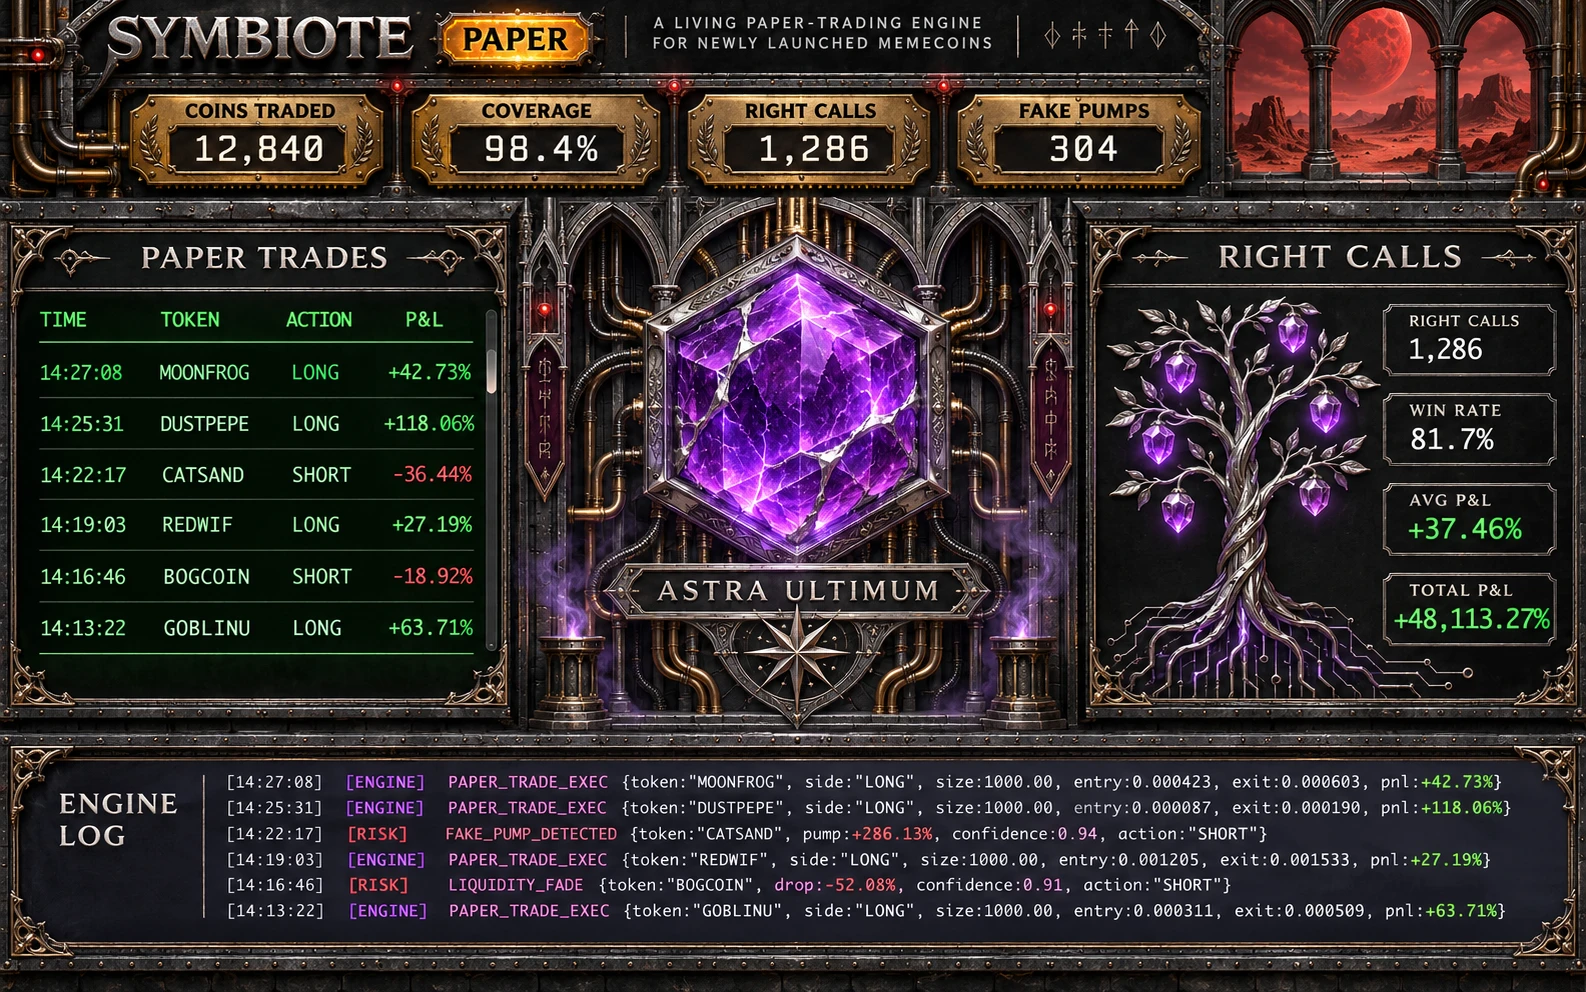 SYMBIOTE
PAPER
A LIVING PAPER-TRADING ENGINE
FOR NEWLY LAUNCHED MEMECOINS
COINS TRADED
12,840
COVERAGE
98.4%
RIGHT CALLS
1,286
FAKE PUMPS
304
PAPER TRADES
TIME TOKEN ACTION P&L
14:27:08 MOONFROG LONG +42.73%
14:25:31 DUSTPEPE LONG +118.06%
14:22:17 CATSAND SHORT -36.44%
14:19:03 REDWIF LONG +27.19%
14:16:46 BOGCOIN SHORT -18.92%
14:13:22 GOBLINU LONG +63.71%
ASTRA ULTIMUM
RIGHT CALLS
RIGHT CALLS
1,286
WIN RATE
81.7%
AVG P&L
+37.46%
TOTAL P&L
+48,113.27%
ENGINE
LOG
[14:27:08] [ENGINE] PAPER_TRADE_EXEC {token:"MOONFROG", side:"LONG", size:1000.00, entry:0.000423, exit:0.000603, pnl:+42.73%}
[14:25:31] [ENGINE] PAPER_TRADE_EXEC {token:"DUSTPEPE", side:"LONG", size:1000.00, entry:0.000087, exit:0.000190, pnl:+118.06%}
[14:22:17] [RISK] FAKE_PUMP_DETECTED {token:"CATSAND", pump:+286.13%, confidence:0.94, action:"SHORT"}
[14:19:03] [ENGINE] PAPER_TRADE_EXEC {token:"REDWIF", side:"LONG", size:1000.00, entry:0.001205, exit:0.001533, pnl:+27.19%}
[14:16:46] [RISK] LIQUIDITY_FADE {token:"BOGCOIN", drop:-52.08%, confidence:0.91, action:"SHORT"}
[14:13:22] [ENGINE] PAPER_TRADE_EXEC {token:"GOBLINU", side:"LONG", size:1000.00, entry:0.000311, exit:0.000509, pnl:+63.71%}